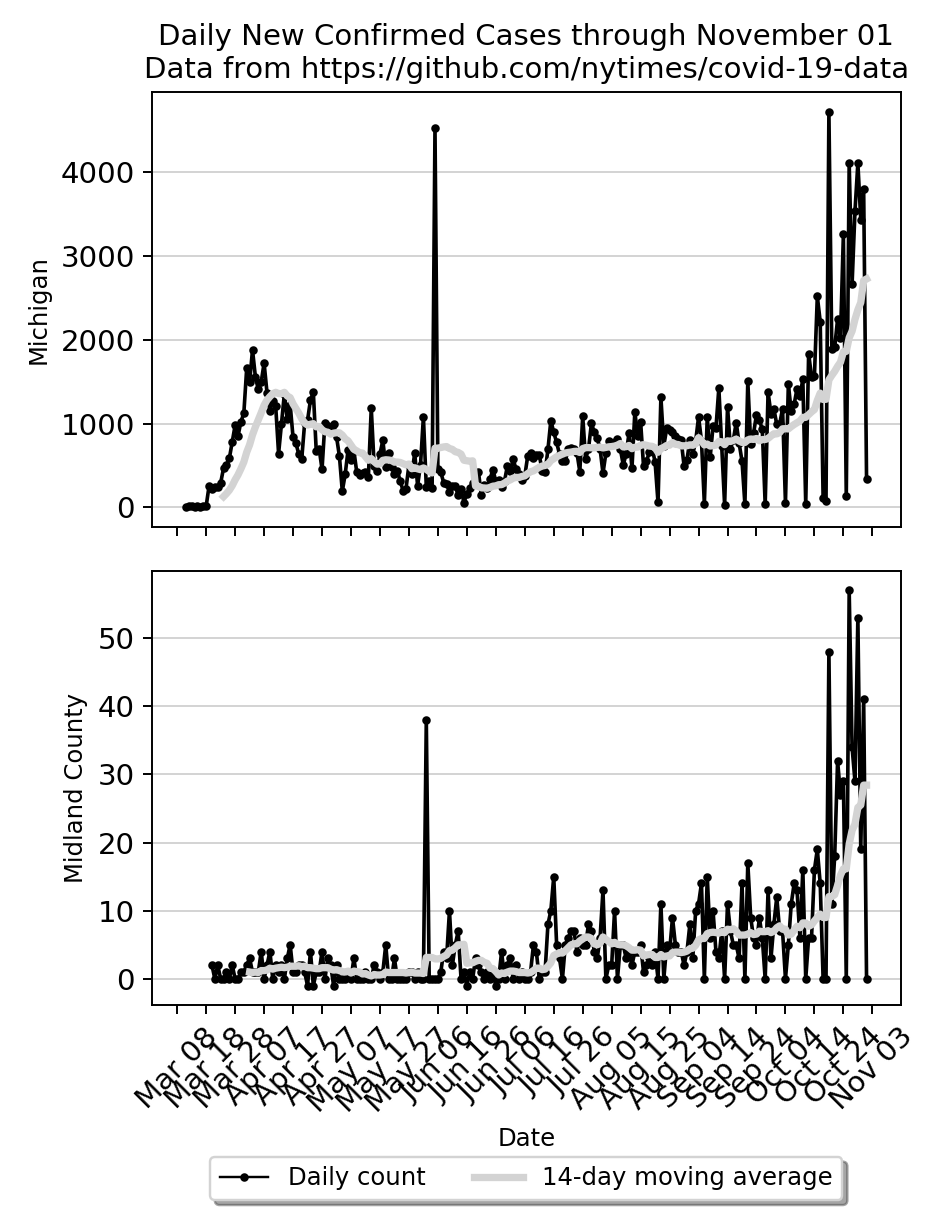 Daily New Confirmed Cases through November 01
Data from https://github.com/nytimes/covid-19-data
Michigan
4000
3000
2000
1000
0
Midland County
50
40
30
20
10
0
Mar 08
Mar 18
Mar 28
Apr 07
Apr 17
Apr 27
May 07
May 17
May 27
Jun 06
Jun 16
Jun 26
Jul 06
Jul 16
Jul 26
Aug 05
Aug 15
Aug 25
Sep 04
Sep 14
Sep 24
Oct 04
Oct 14
Oct 24
Nov 03
Date
Daily count
14-day moving average